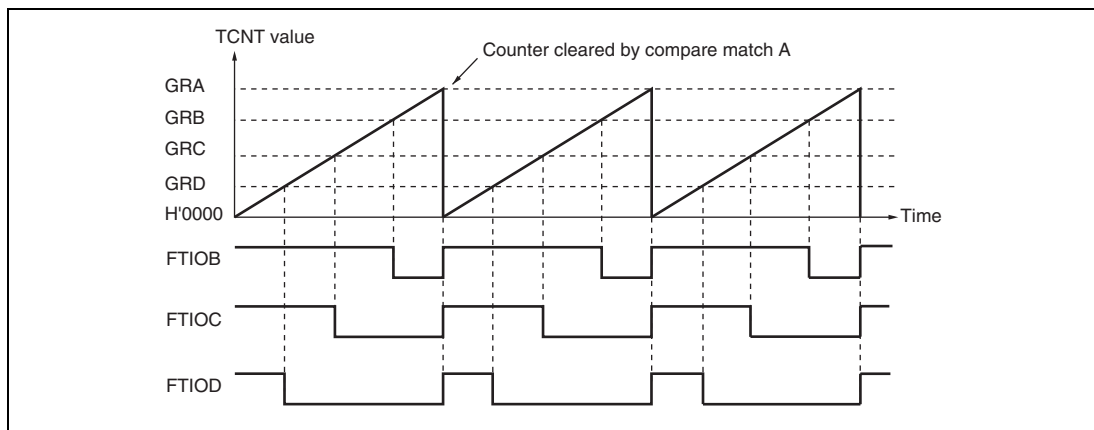 TCNT value
Counter cleared by compare match A
GRA
GRB
GRC
GRD
H'0000
Time
FTIOB
FTIOC
FTIOD